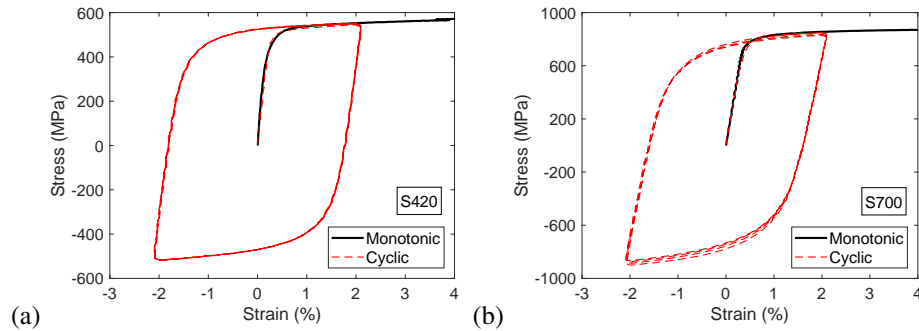 600
400
200
0
-200
-400
-600
-3 -2 -1 0 1 2 3 4
Stress (MPa)
Strain (%)
S420
Monotonic
Cyclic
(a)
1000
600
200
-200
-600
-1000
-3 -2 -1 0 1 2 3 4
Stress (MPa)
Strain (%)
S700
Monotonic
Cyclic
(b)